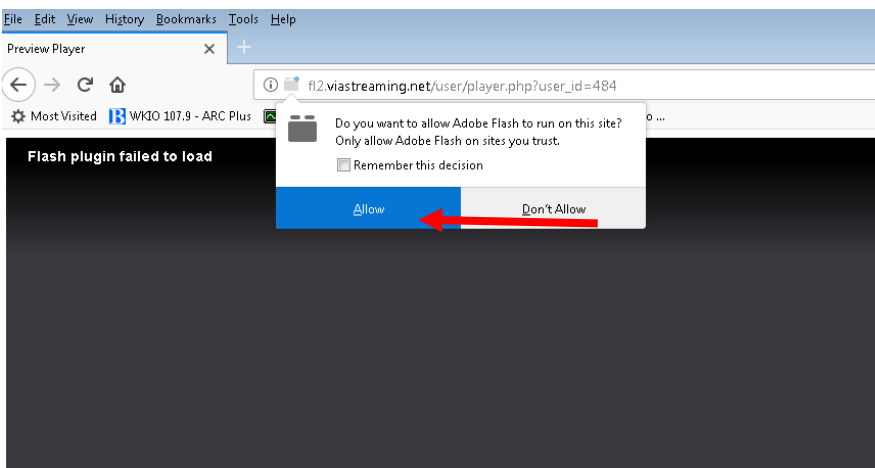 File Edit View History Bookmarks Tools Help
Preview Player
fl2.viastreaming.net/user/player.php?user_id=484
Most Visited WKIO 107.9 - ARC Plus o ...
Do you want to allow Adobe Flash to run on this site?
Only allow Adobe Flash on sites you trust.
Remember this decision
Flash plugin failed to load
Allow Don't Allow